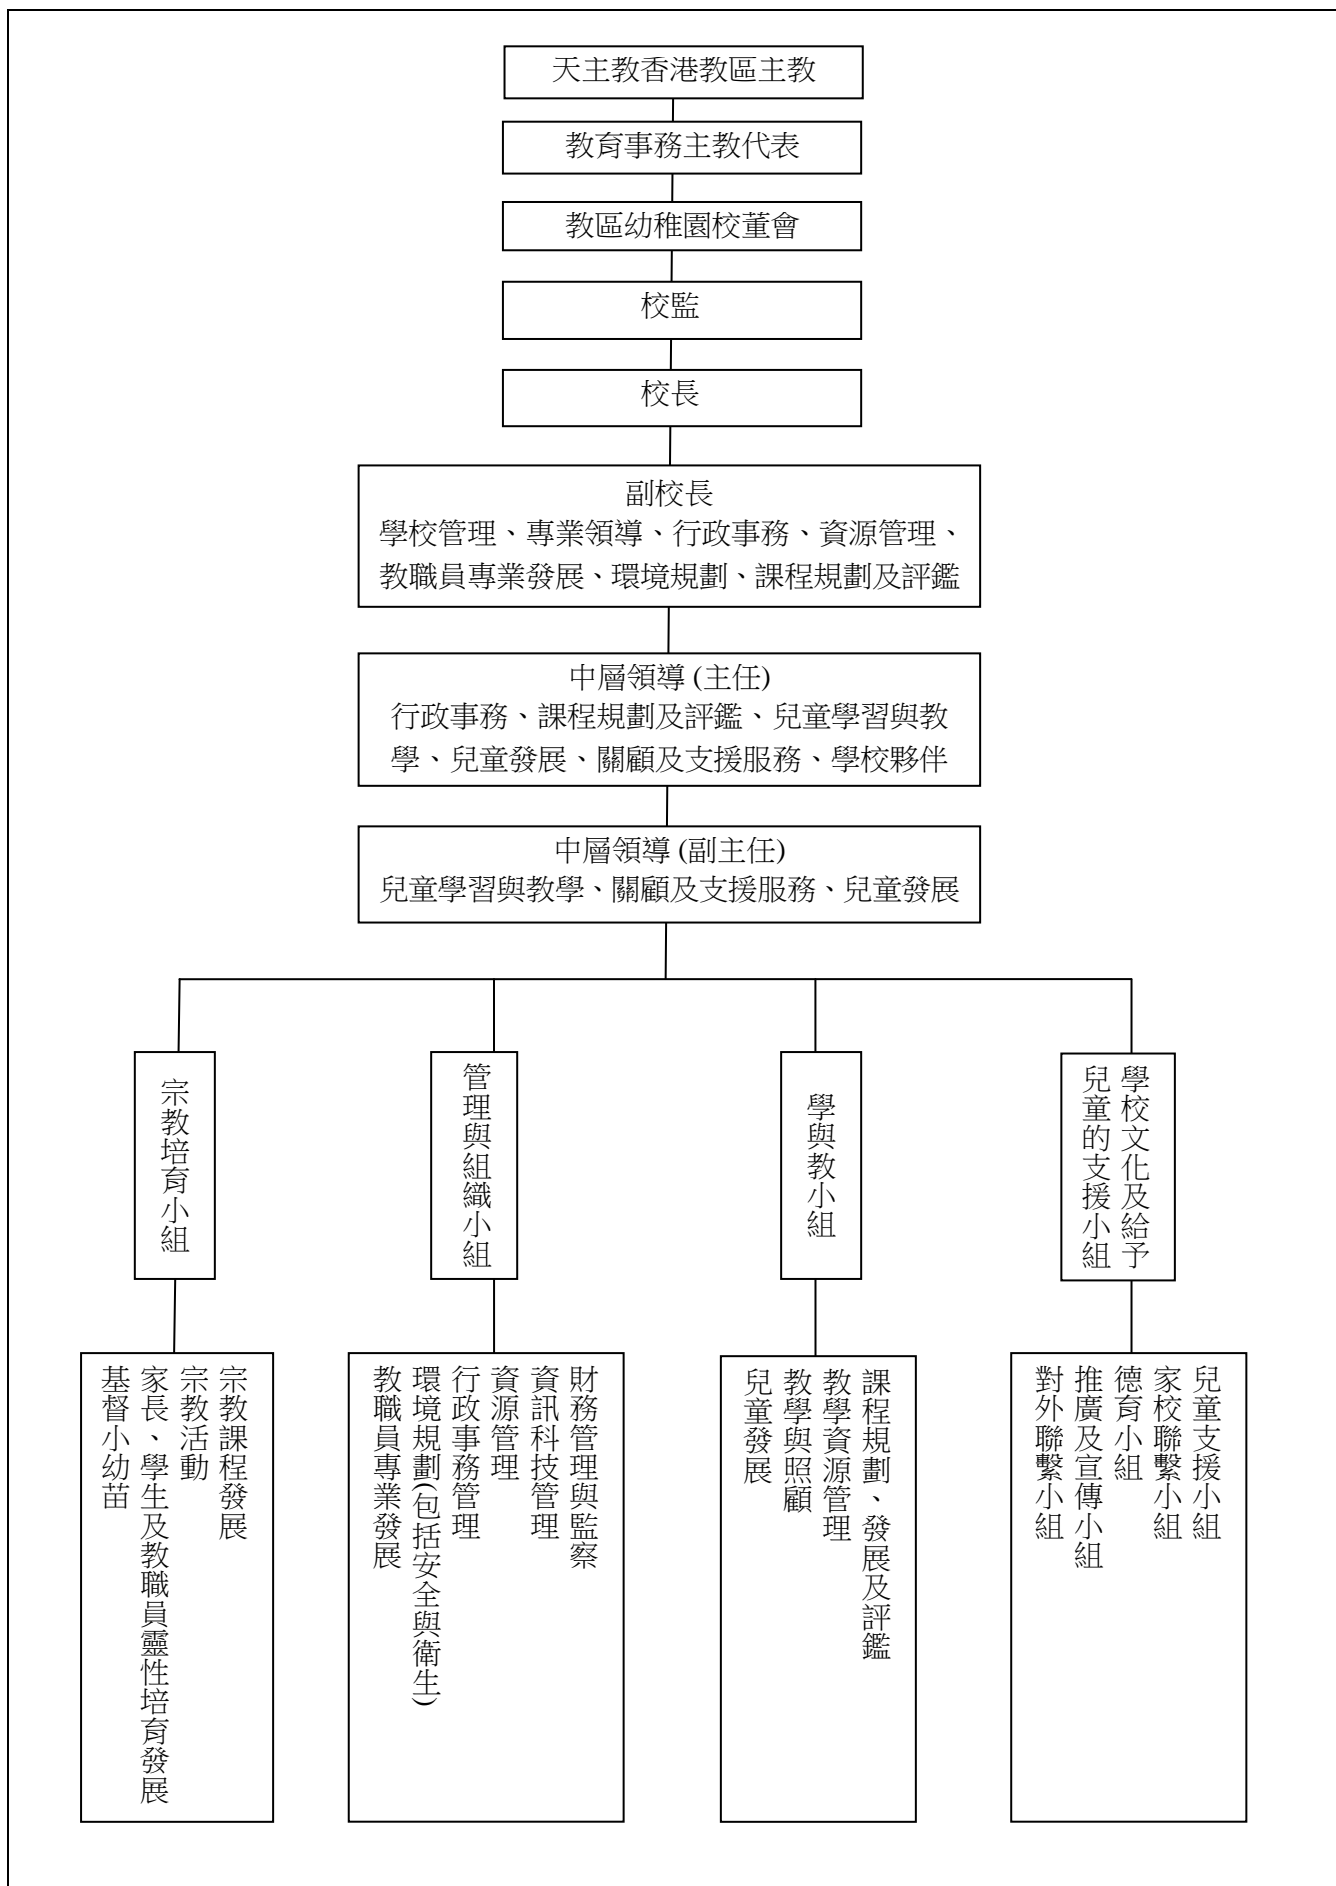 天主教香港教區主教
教育事務主教代表
教區幼稚園校董會
校監
校長
副校長
學校管理、專業領導、行政事務、資源管理、
教職員專業發展、環境規劃、課程規劃及評鑑
中層領導 (主任)
行政事務、課程規劃及評鑑、兒童學習與教
學、兒童發展、關顧及支援服務、學校夥伴
中層領導 (副主任)
兒童學習與教學、關顧及支援服務、兒童發展
宗教培育小組
管理與組織小組
學與教小組
學校文化及給予
兒童的支援小組
宗教課程發展
宗教活動
家長、學生及教職員靈性培育發展
基督小幼苗
財務管理與監察
資訊科技管理
資源管理
行政事務管理
環境規劃(包括安全與衛生)
教職員專業發展
課程規劃、發展及評鑑
教學資源管理
教學與照顧
兒童發展
兒童支援小組
家校聯繫小組
德育小組
推廣及宣傳小組
對外聯繫小組